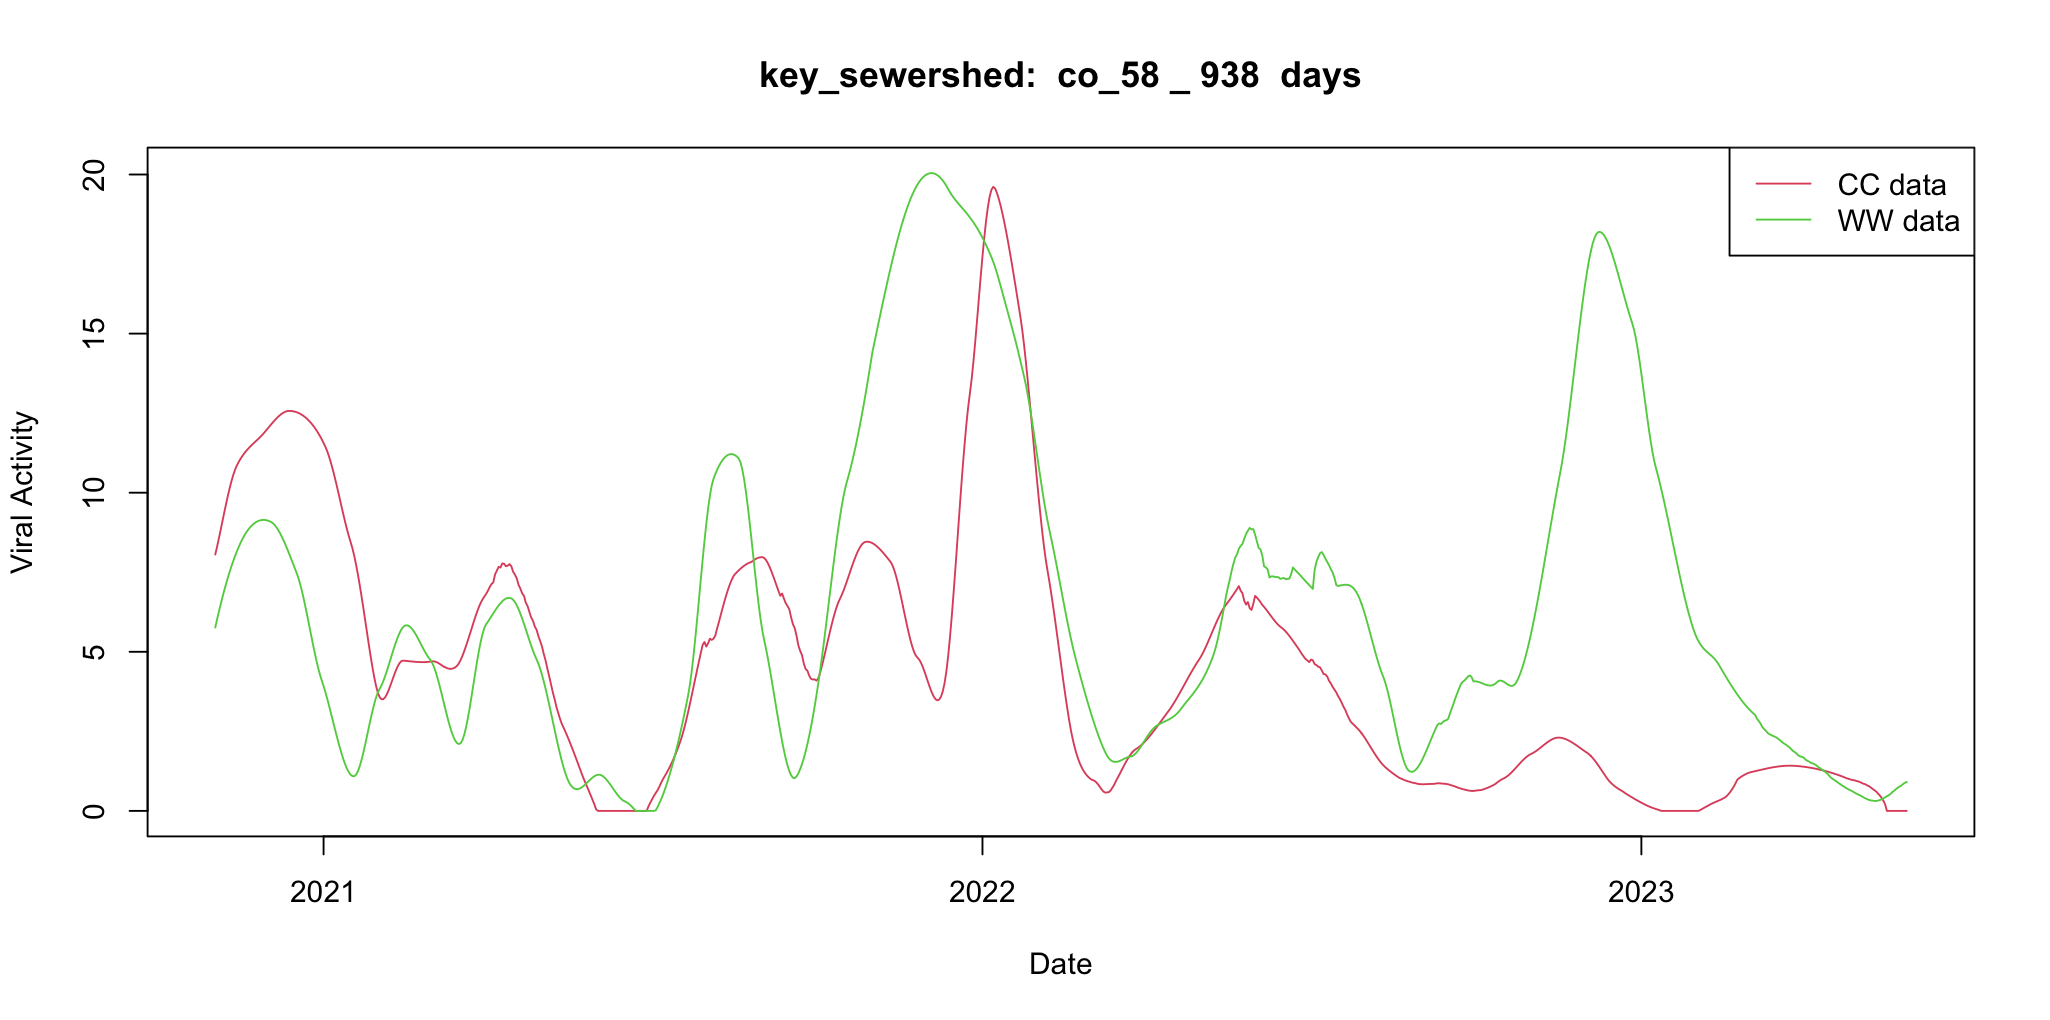 key_sewershed:  co_58 _ 938  days
CC data
WW data
Viral Activity
20
15
10
5
0
2021
2022
2023
Date